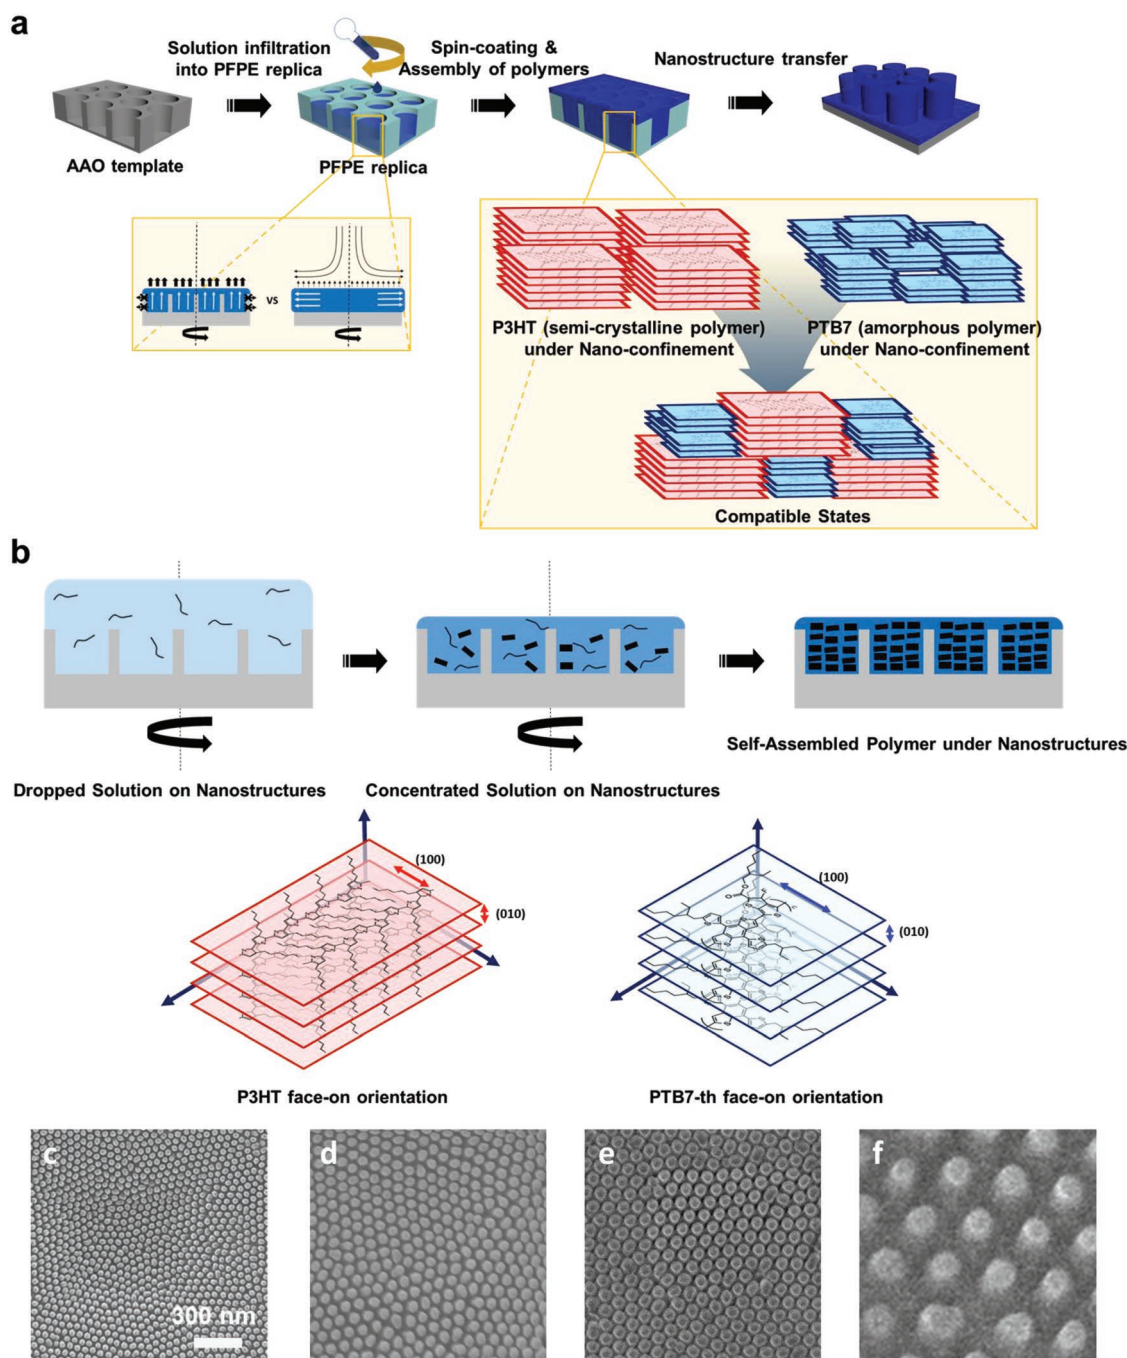 a
Solution infiltration
into PFPE replica
Spin-coating &
Assembly of polymers
Nanostructure transfer
AAO template
PFPE replica
vs
P3HT (semi-crystalline polymer)
under Nano-confinement
PTB7 (amorphous polymer)
under Nano-confinement
Compatible States
b
Self-Assembled Polymer under Nanostructures
Dropped Solution on Nanostructures
Concentrated Solution on Nanostructures
(100)
(010)
(100)
(010)
P3HT face-on orientation
PTB7-th face-on orientation
c
300 nm
d
e
f